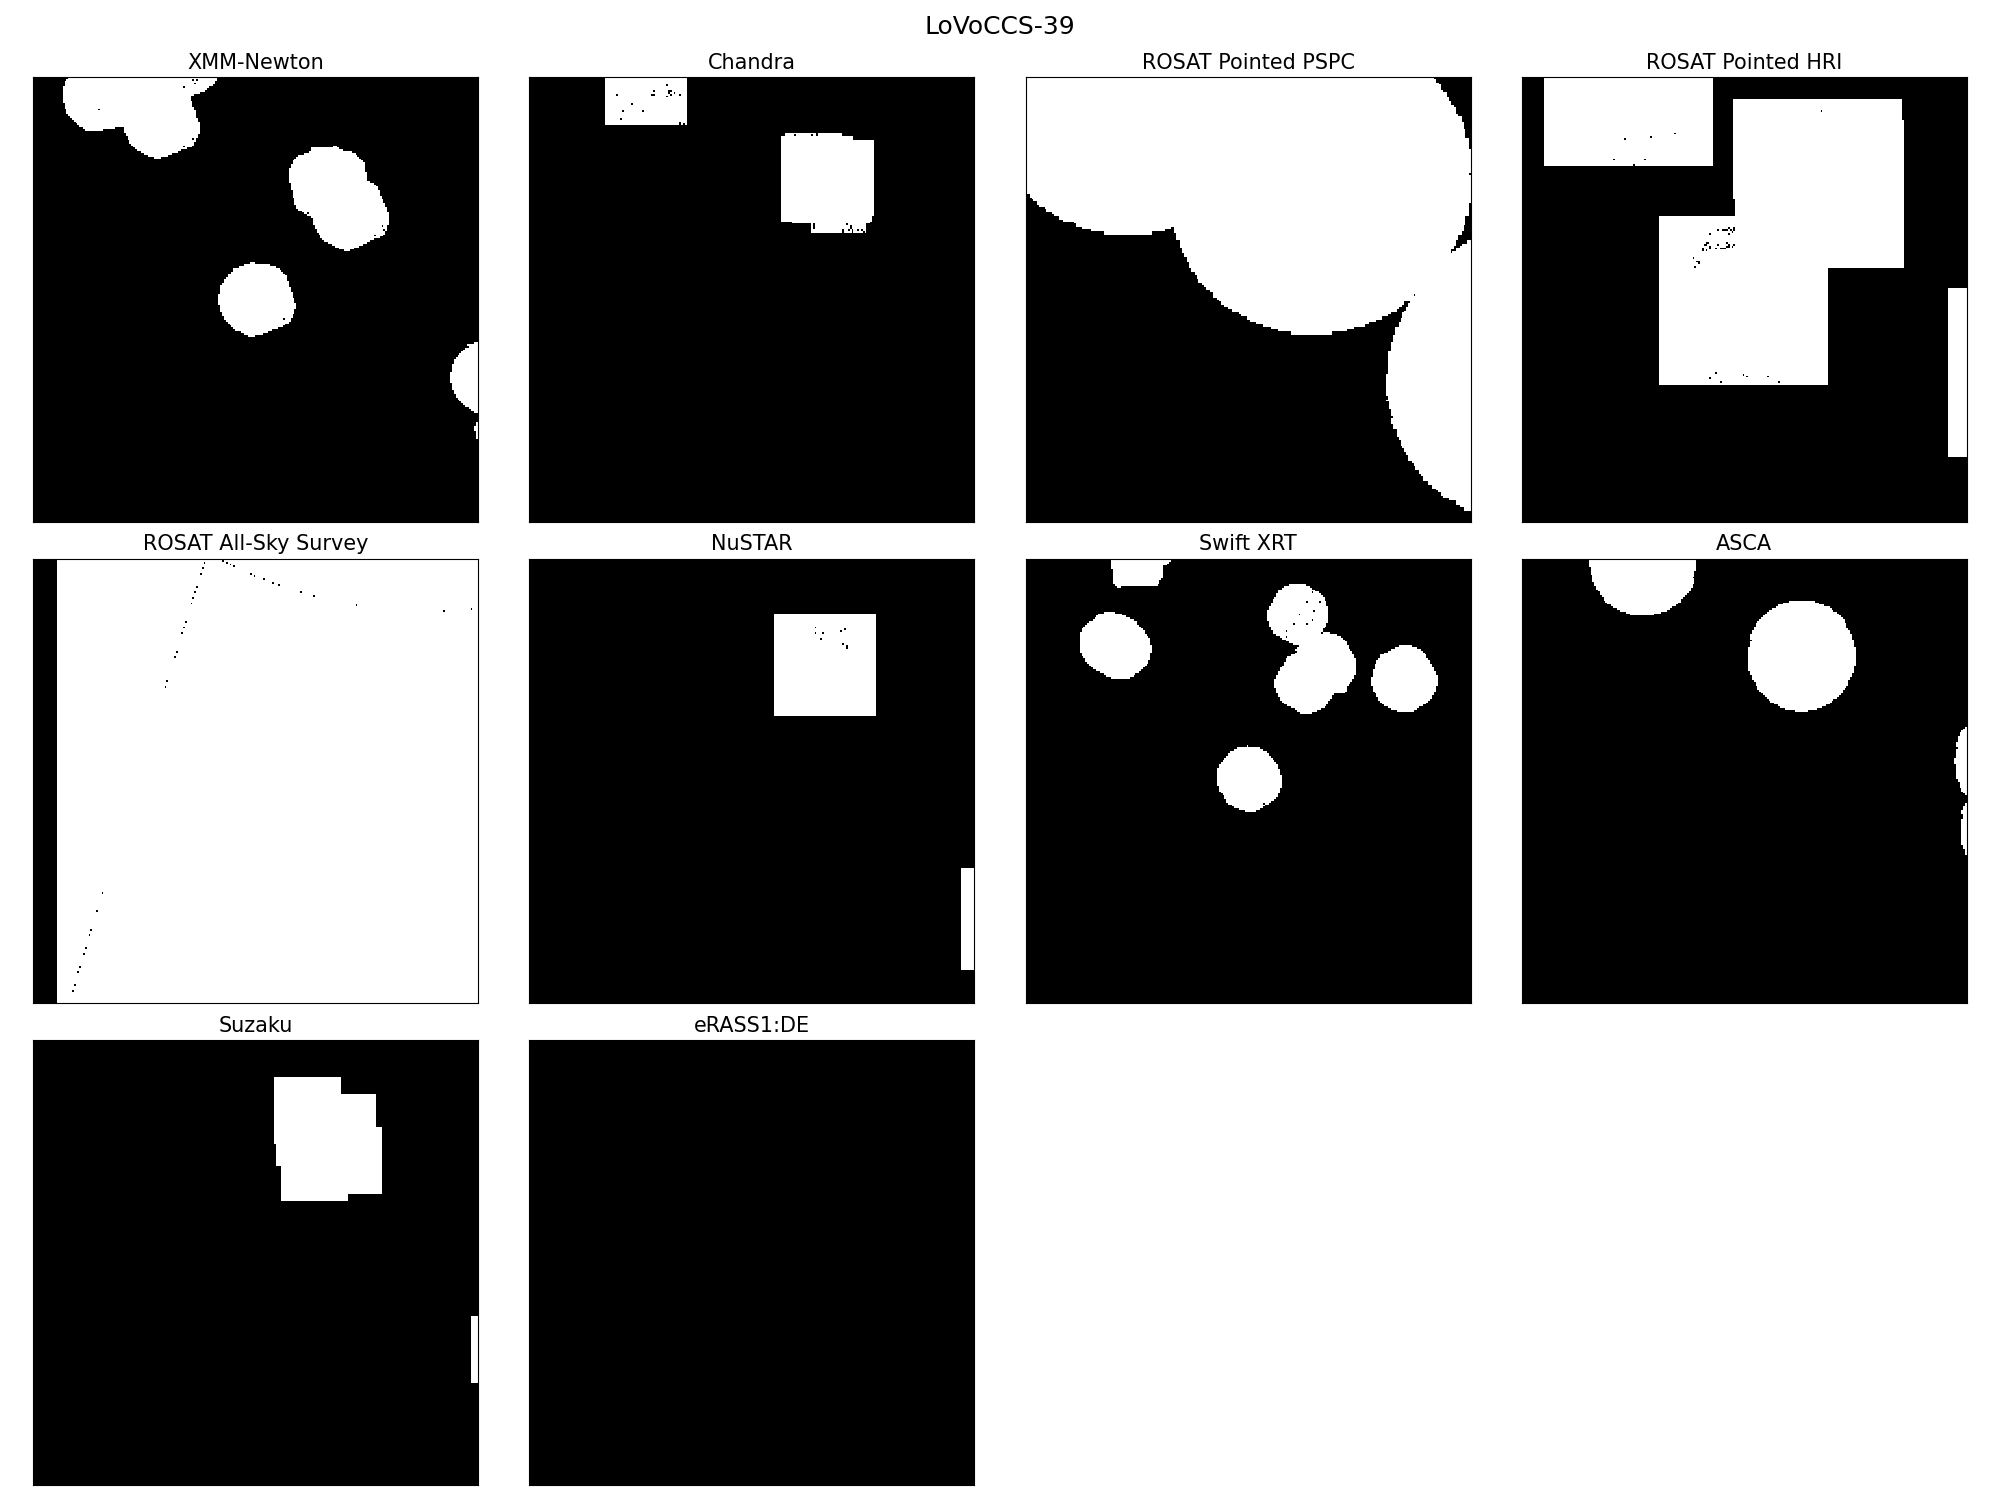 LoVoCCS-39
XMM-Newton
Chandra
ROSAT Pointed PSPC
ROSAT Pointed HRI
ROSAT All-Sky Survey
NuSTAR
Swift XRT
ASCA
Suzaku
eRASS1:DE